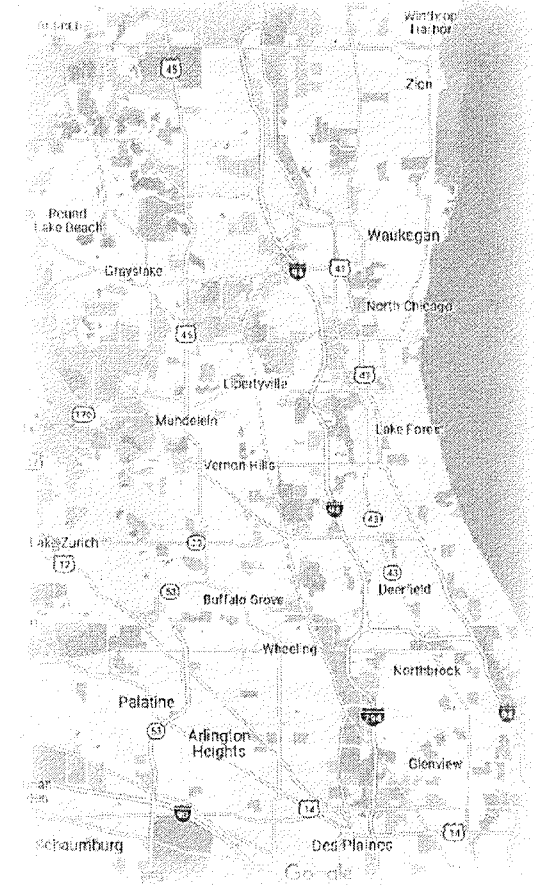 Winthrop
Harbor
45
Zion
Round
Lake Beach
Waukegan
Grayslake
94
41
North Chicago
45
41
Libertyville
176
Mundelein
Lake Forest
Vernon Hills
94
43
22
Lake Zurich
12
43
53
Deerfield
Buffalo Grove
Wheeling
Northbrook
Palatine
294
94
53
Arlington
Heights
Glenview
14
90
14
Schaumburg
Des Plaines
Google